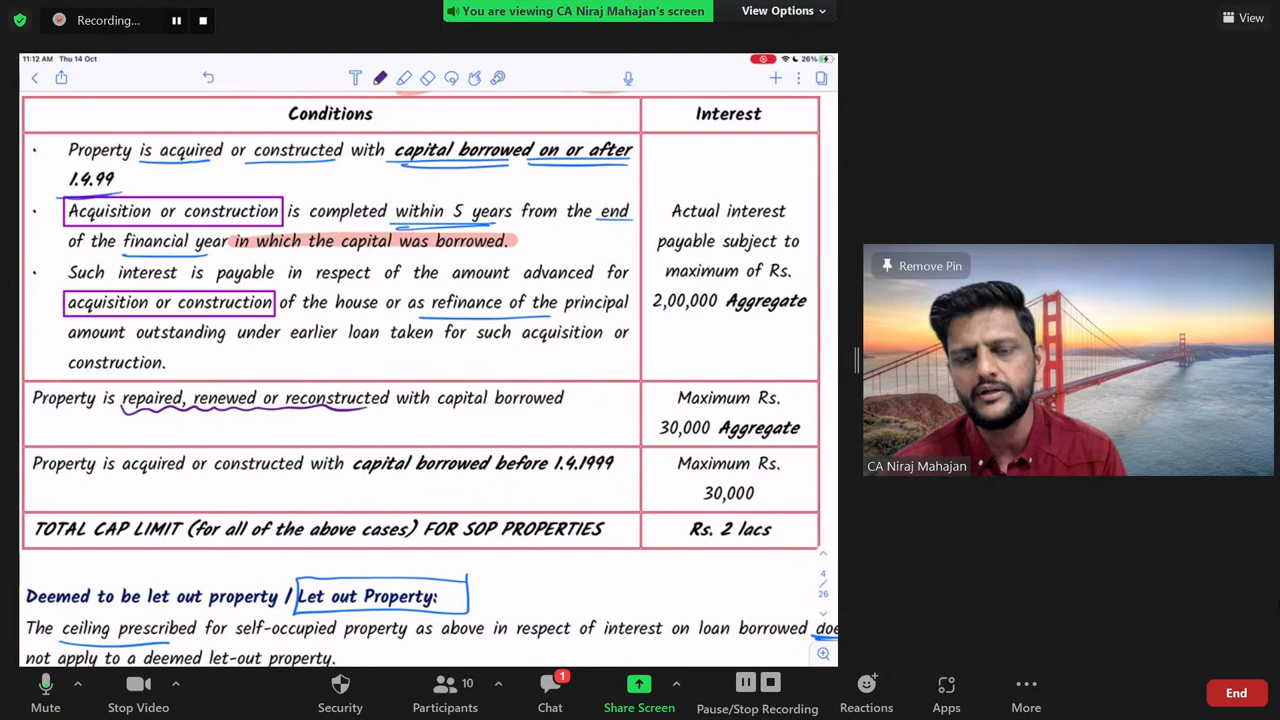 Recording...
You are viewing CA Niraj Mahajan's screen
View Options
View
11:12 AM Thu 14 Oct
26%
T
Conditions
Interest
· Property is acquired or constructed with capital borrowed on or after
1.4.99
· Acquisition or construction is completed within 5 years from the end
of the financial year in which the capital was borrowed.
· Such interest is payable in respect of the amount advanced for
acquisition or construction of the house or as refinance of the principal
amount outstanding under earlier loan taken for such acquisition or
construction.
Actual interest
payable subject to
maximum of Rs.
2,00,000 Aggregate
Property is repaired, renewed or reconstructed with capital borrowed
Maximum Rs.
30,000 Aggregate
Property is acquired or constructed with capital borrowed before 1.4.1999
Maximum Rs.
30,000
TOTAL CAP LIMIT (for all of the above cases) FOR SOP PROPERTIES
Rs. 2 lacs
Deemed to be let out property / Let out Property:
The ceiling prescribed for self-occupied property as above in respect of interest on loan borrowed doe
not apply to a deemed let-out property.
4
/
26
Remove Pin
CA Niraj Mahajan
Mute
Stop Video
Security
10
Participants
1
Chat
Share Screen
Pause/Stop Recording
Reactions
Apps
More
End